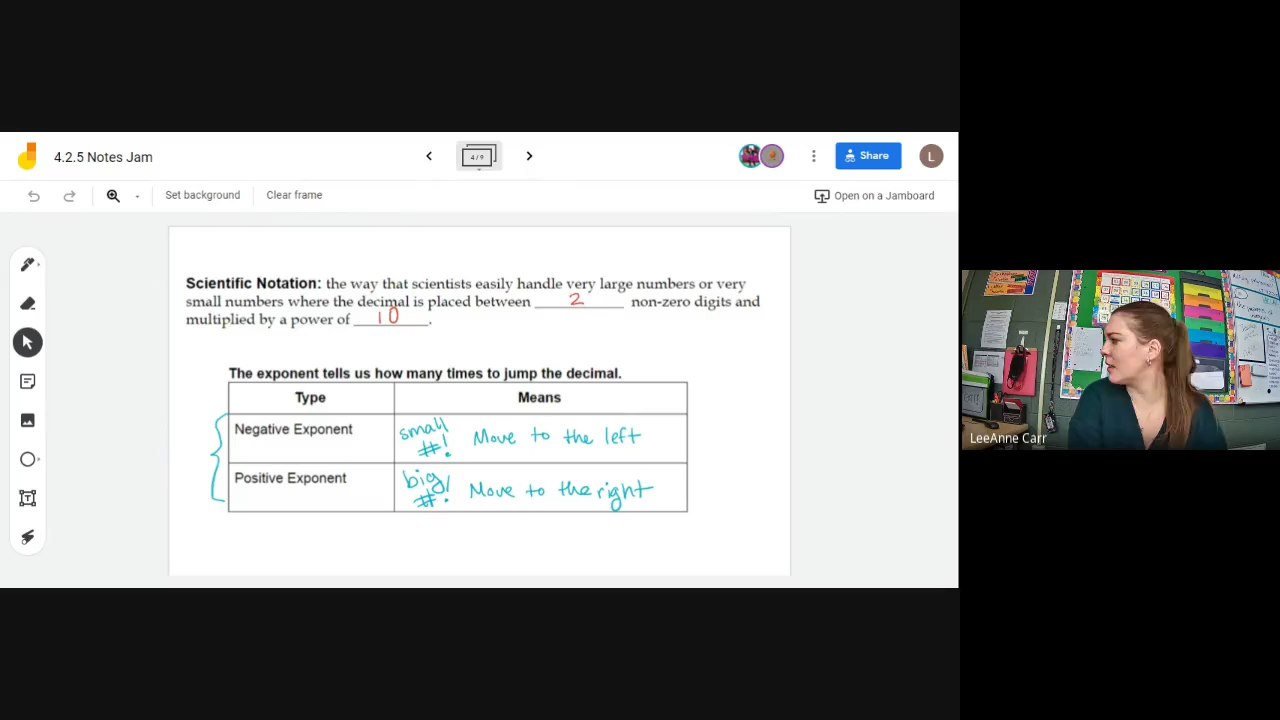 4.2.5 Notes Jam
4/9
Share
L
Set background
Clear frame
Open on a Jamboard
Scientific Notation: the way that scientists easily handle very large numbers or very
small numbers where the decimal is placed between 2 non-zero digits and
multiplied by a power of 10.
The exponent tells us how many times to jump the decimal.
Type Means
Negative Exponent small #! Move to the left
Positive Exponent big #! Move to the right
LeeAnne Carr